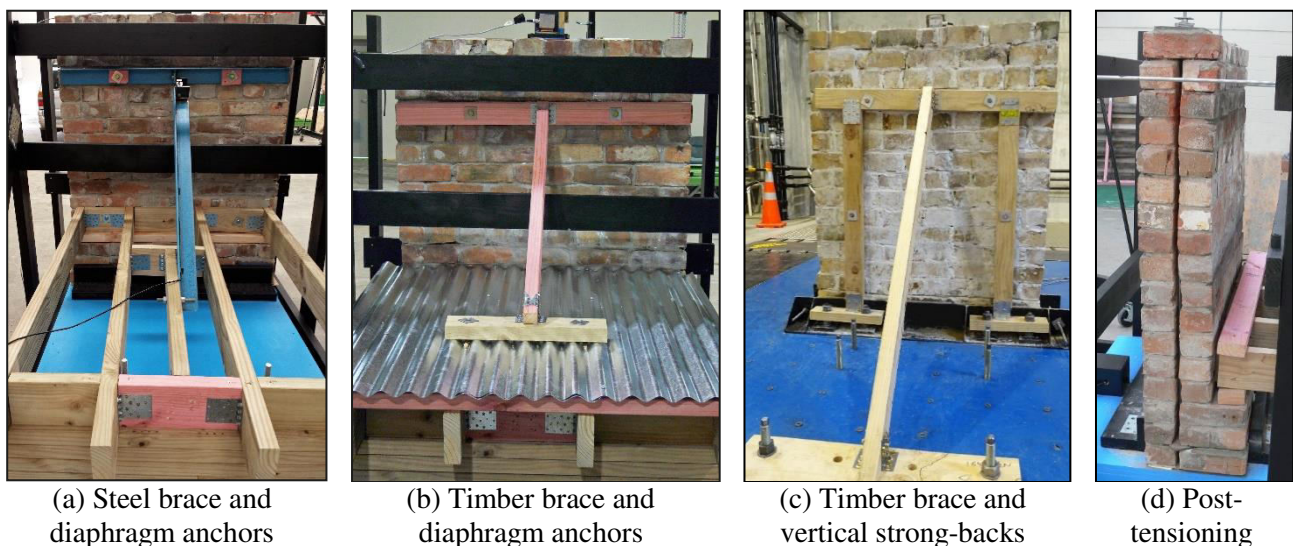 (a) Steel brace and
diaphragm anchors
(b) Timber brace and
diaphragm anchors
(c) Timber brace and
vertical strong-backs
(d) Post-
tensioning